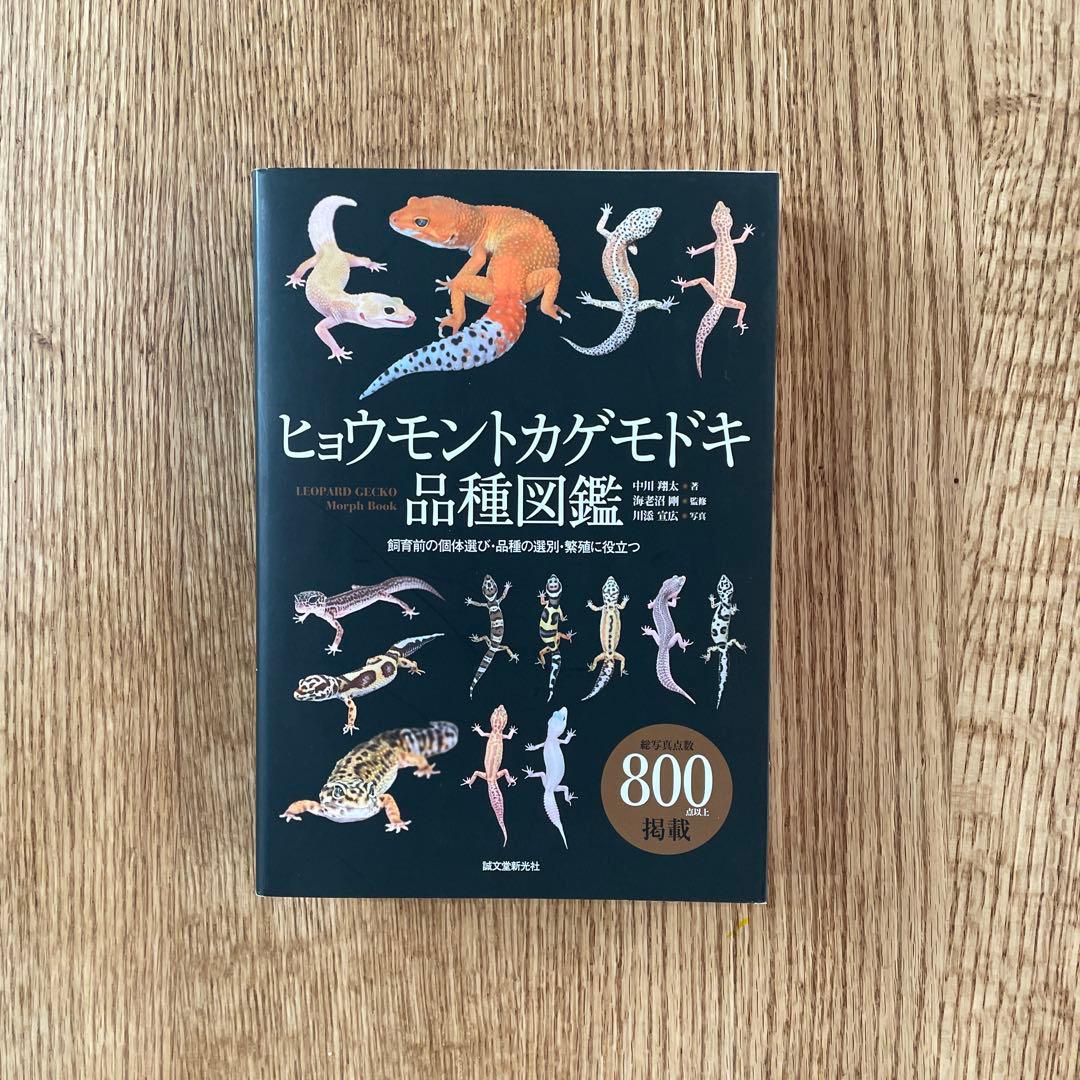 ヒョウモントカゲモドキ
LEOPARD GECKO
Morph Book
品種図鑑
中川 翔太 ● 著
海老沼 剛 ● 監修
川添 宣広 ● 写真
飼育前の個体選び・品種の選別・繁殖に役立つ
総写真点数
800
点以上
掲載
誠文堂新光社